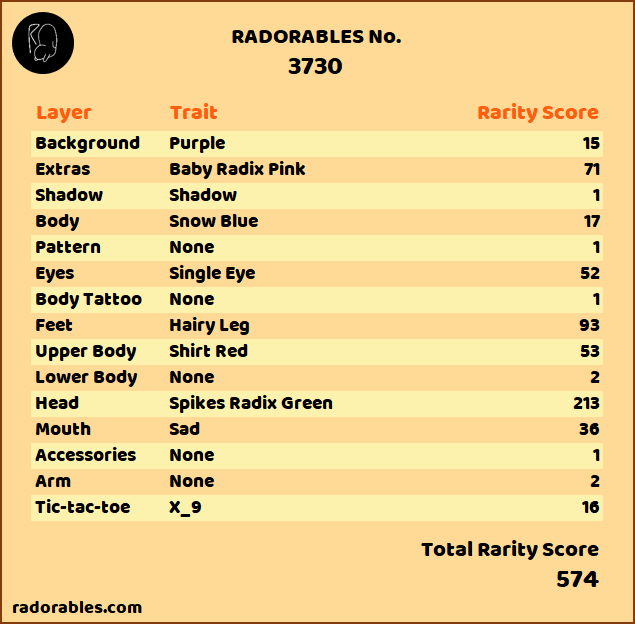 RADORABLES No.
3730
Layer Trait Rarity Score
Background Purple 15
Extras Baby Radix Pink 71
Shadow Shadow 1
Body Snow Blue 17
Pattern None 1
Eyes Single Eye 52
Body Tattoo None 1
Feet Hairy Leg 93
Upper Body Shirt Red 53
Lower Body None 2
Head Spikes Radix Green 213
Mouth Sad 36
Accessories None 1
Arm None 2
Tic-tac-toe X_9 16
Total Rarity Score
574
radorables.com